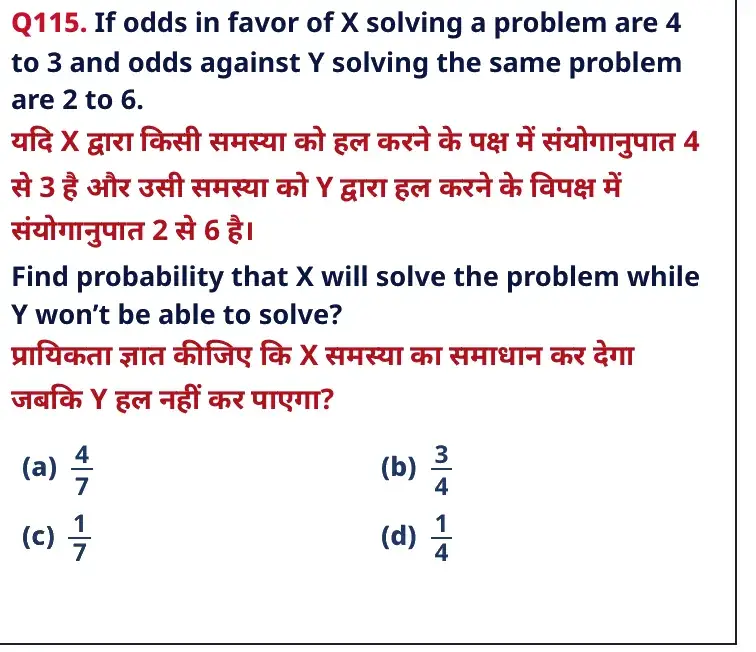 Q115. If odds in favor of X solving a problem are 4
to 3 and odds against Y solving the same problem
are 2 to 6.
यदि X द्वारा किसी समस्या को हल करने के पक्ष में संयोगानुपात 4
से 3 है और उसी समस्या को Y द्वारा हल करने के विपक्ष में
संयोगानुपात 2 से 6 है।
Find probability that X will solve the problem while
Y won't be able to solve?
प्रायिकता ज्ञात कीजिए कि X समस्या का समाधान कर देगा
जबकि Y हल नहीं कर पाएगा?
(a) 4/7 (b) 3/4
(c) 1/7 (d) 1/4